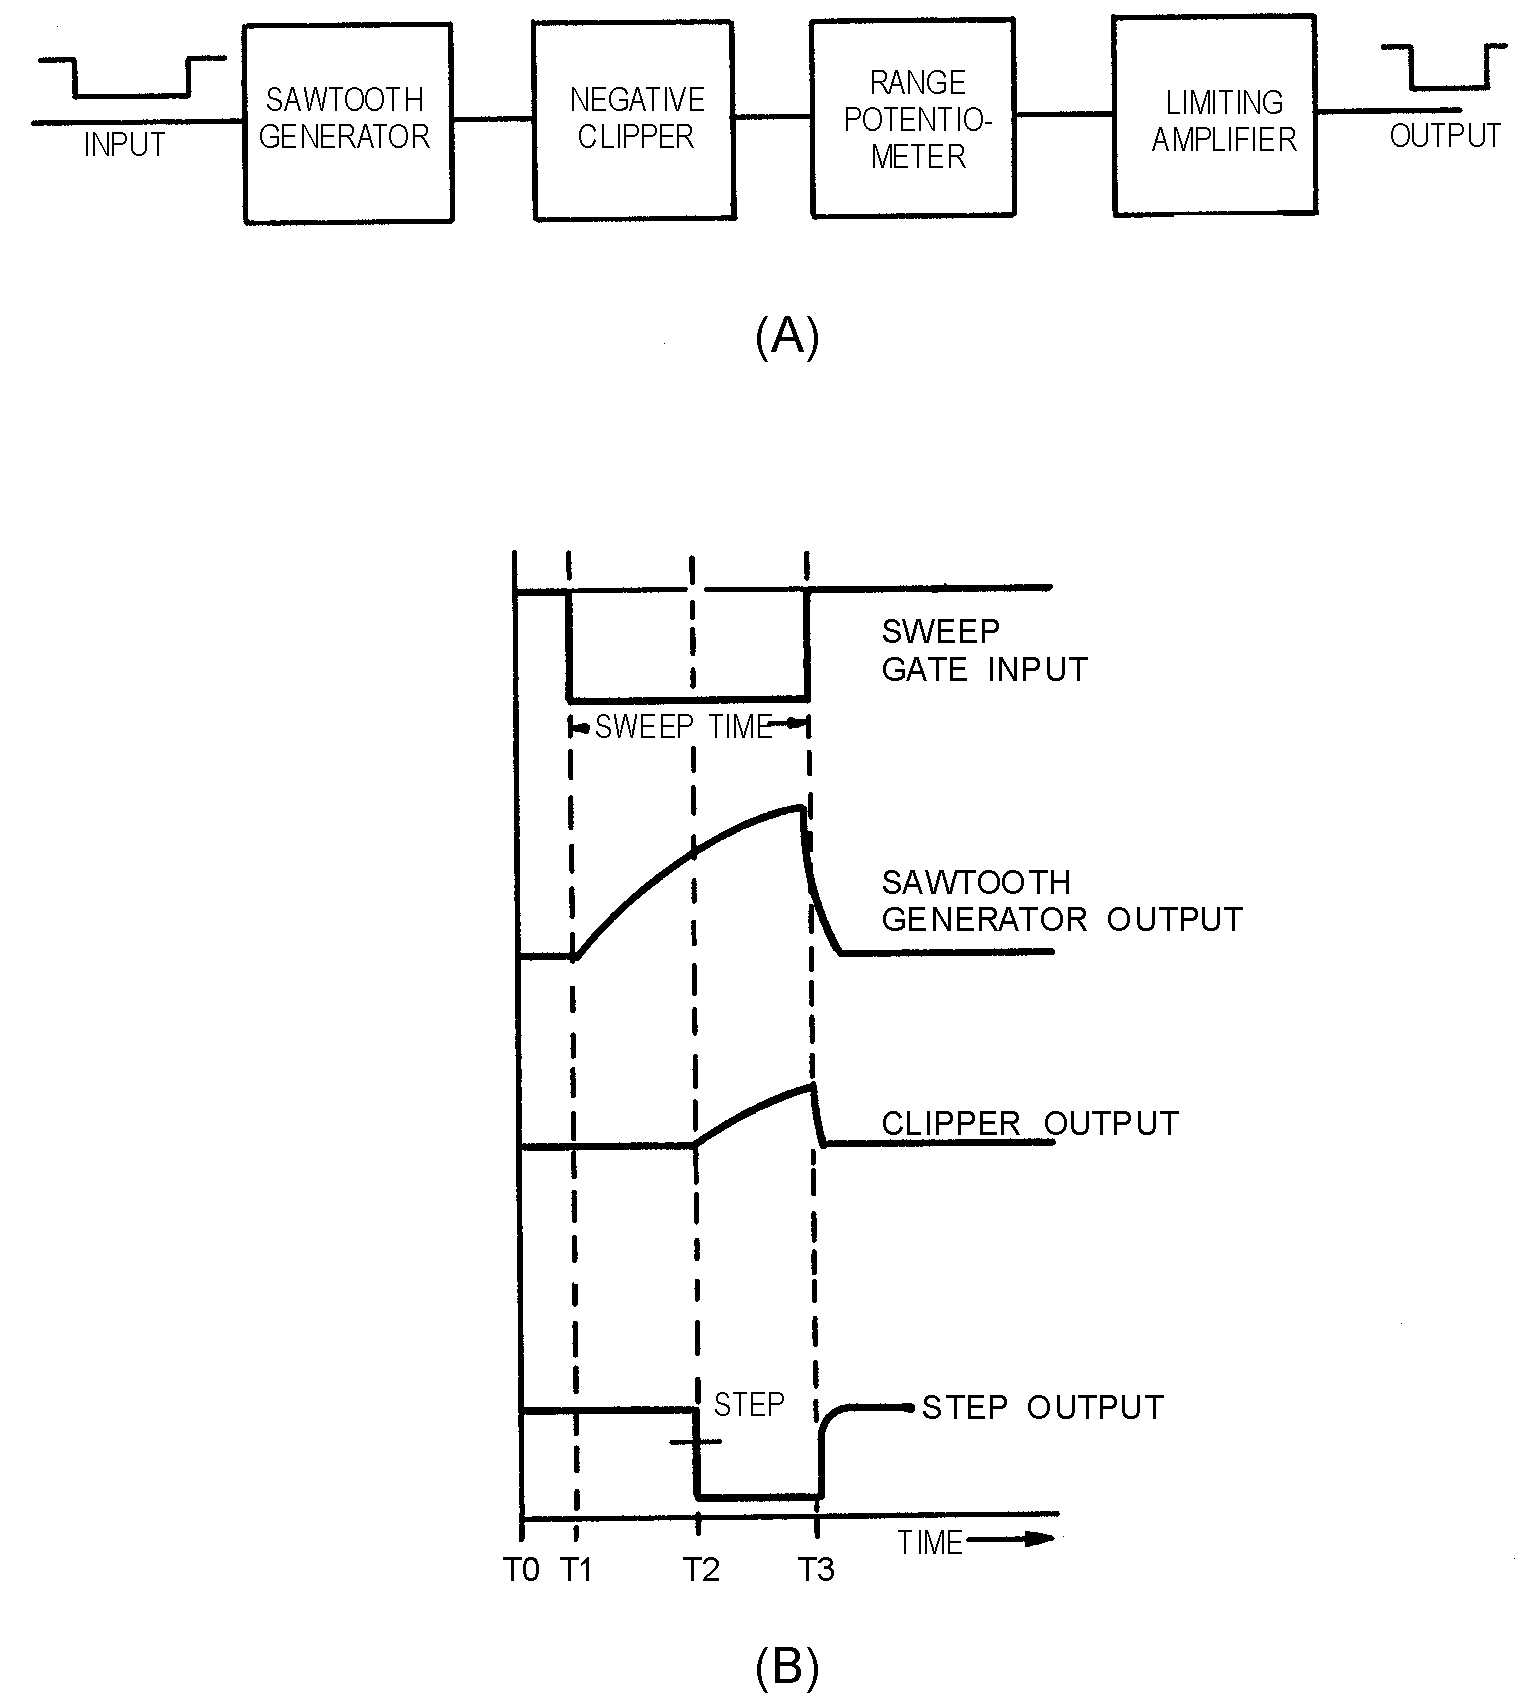 INPUT
SAWTOOTH
GENERATOR
NEGATIVE
CLIPPER
RANGE
POTENTIO-
METER
LIMITING
AMPLIFIER
OUTPUT
(A)
SWEEP
GATE INPUT
SWEEP TIME
SAWTOOTH
GENERATOR OUTPUT
CLIPPER OUTPUT
STEP
STEP OUTPUT
TIME
T0 T1 T2 T3
(B)